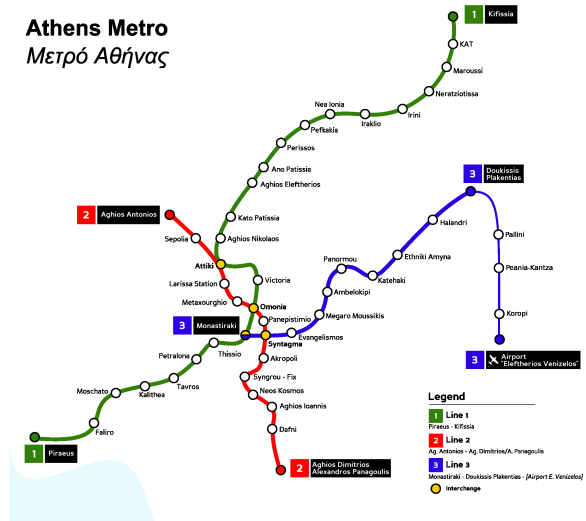 Athens Metro
Μετρό Αθήνας
1 Kifissia
KAT
Maroussi
Neratziotissa
Irini
Iraklio
Nea Ionia
Pefkakia
Perissos
Ano Patissia
Aghios Eleftherios
Kato Patissia
Aghios Nikolaos
3 Doukissis
Plakentias
2 Aghios Antonios
Sepolia
Attiki
Larissa Station
Metaxourghio
Victoria
Omonia
Panepistimio
3 Monastiraki
Syntagma
Evangelismos
Megaro Moussikis
Ambelokipi
Panormou
Katehaki
Ethniki Amyna
Halandri
Pallini
Peania-Kantza
Koropi
3 Airport
"Eleftherios Venizelos"
Thissio
Petralona
Tavros
Kalithea
Moschato
Faliro
1 Piraeus
Akropoli
Syngrou - Fix
Neos Kosmos
Aghios Ioannis
Dafni
2 Aghios Dimitrios
Alexandros Panagoulis
Legend
1 Line 1
Piraeus - Kifissia
2 Line 2
Ag. Antonios - Ag. Dimitris/A. Panagoulis
3 Line 3
Monastiraki - Doukissis Plakentias - [Airport E. Venizelos]
Interchange